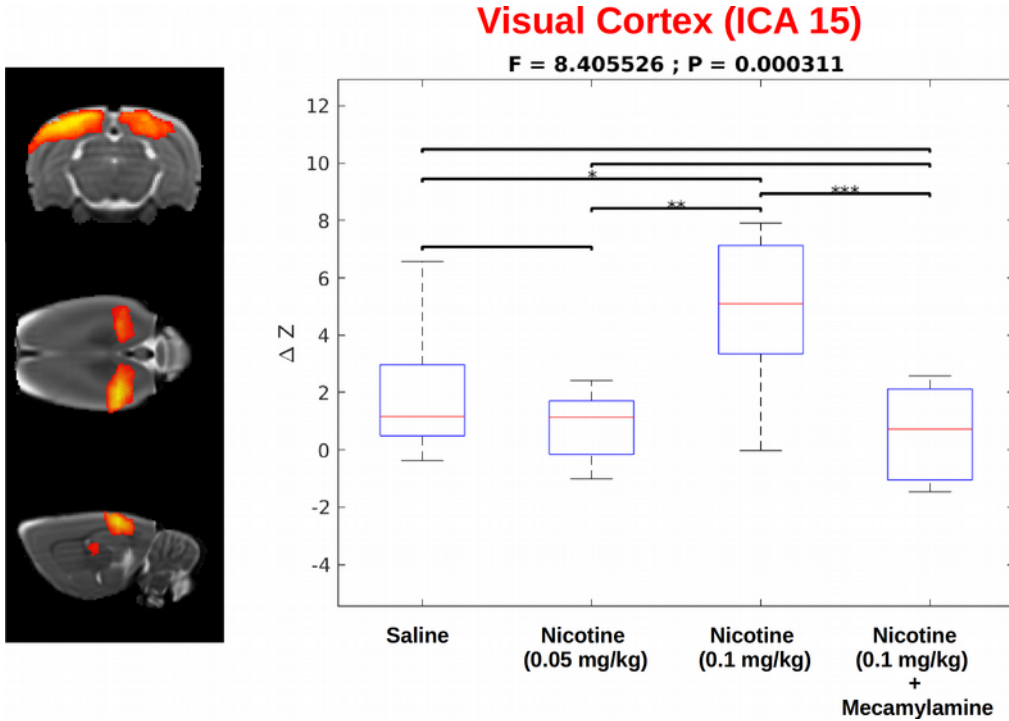 Visual Cortex (ICA 15)
F = 8.405526 ; P = 0.000311
12
10
8
6
4
2
0
-2
-4
Δ Z
*
**
***
Saline
Nicotine
(0.05 mg/kg)
Nicotine
(0.1 mg/kg)
Nicotine
(0.1 mg/kg)
+
Mecamylamine